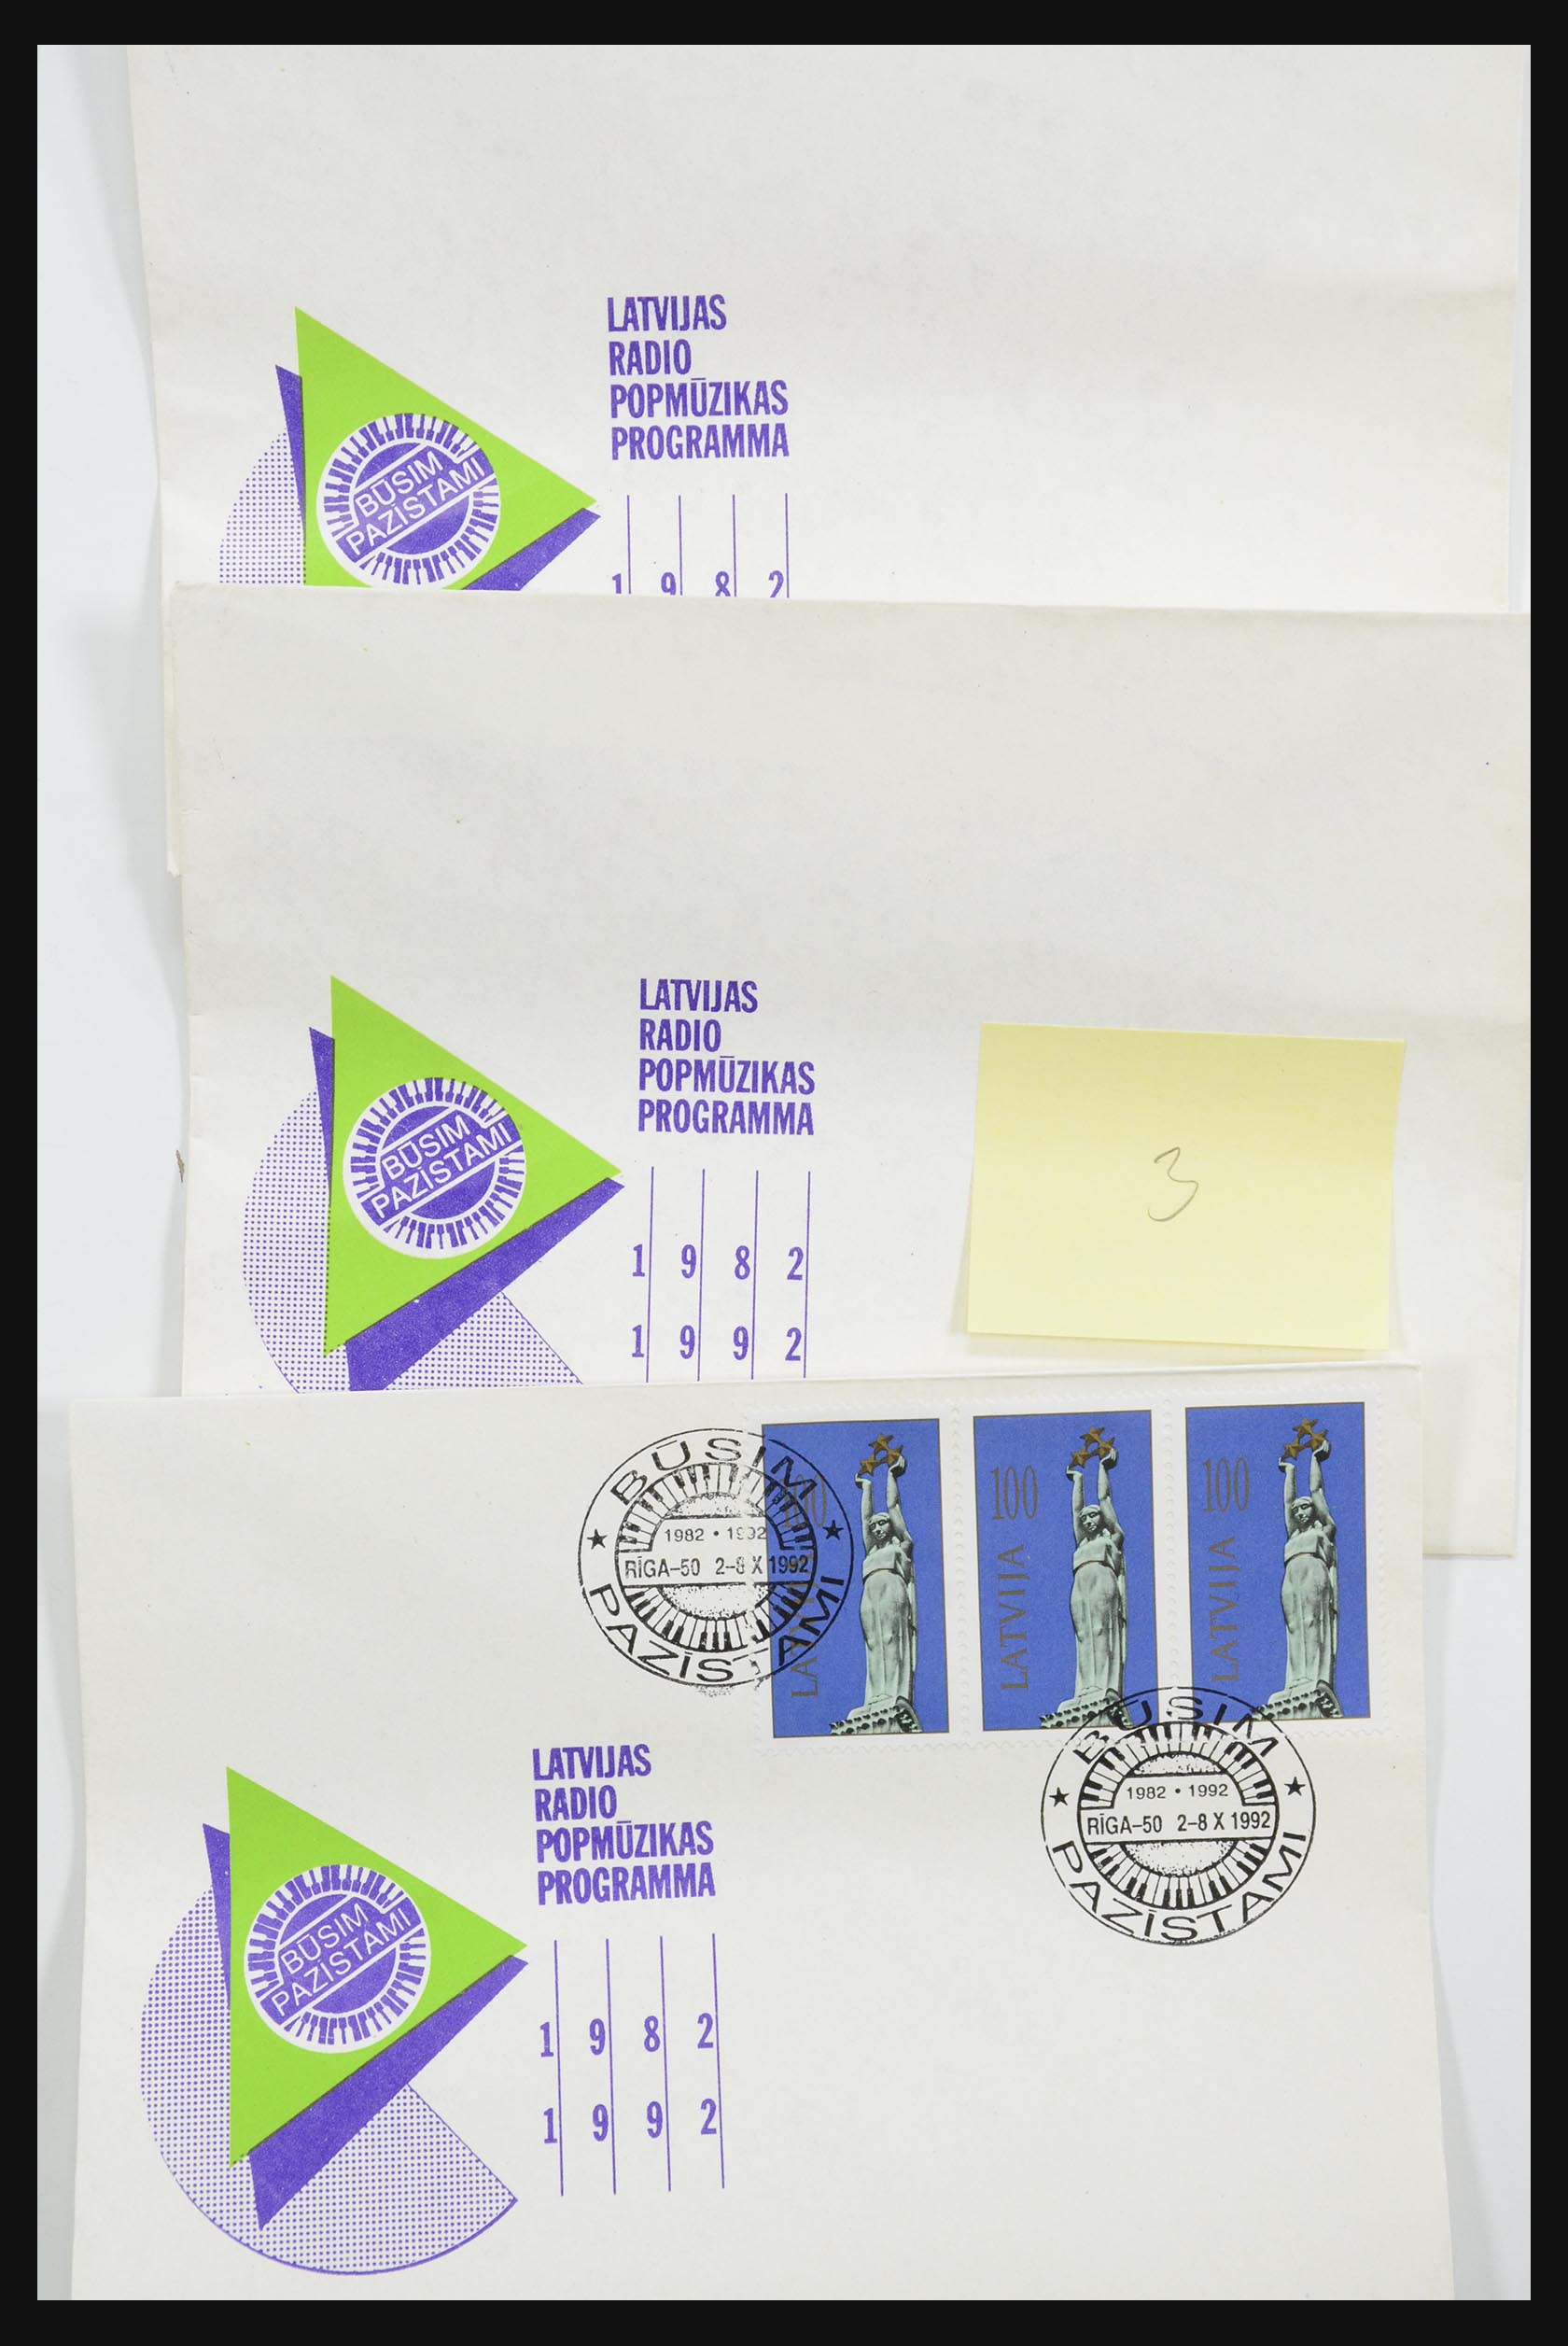 LATVIJAS
RADIO
POPMŪZIKAS
PROGRAMMA
BŪSIM
PAZĪSTAMI
1 9 8 2
LATVIJAS
RADIO
POPMŪZIKAS
PROGRAMMA
BŪSIM
PAZĪSTAMI
1 9 8 2
1 9 9 2
3
BŪSIM
1982 • 1992
RĪGA–50 2–8 X 1992
PAZĪSTAMI
100
LATVIJA
100
LATVIJA
100
LATVIJA
BŪSIM
1982 • 1992
RĪGA–50 2–8 X 1992
PAZĪSTAMI
LATVIJAS
RADIO
POPMŪZIKAS
PROGRAMMA
BŪSIM
PAZĪSTAMI
1 9 8 2
1 9 9 2